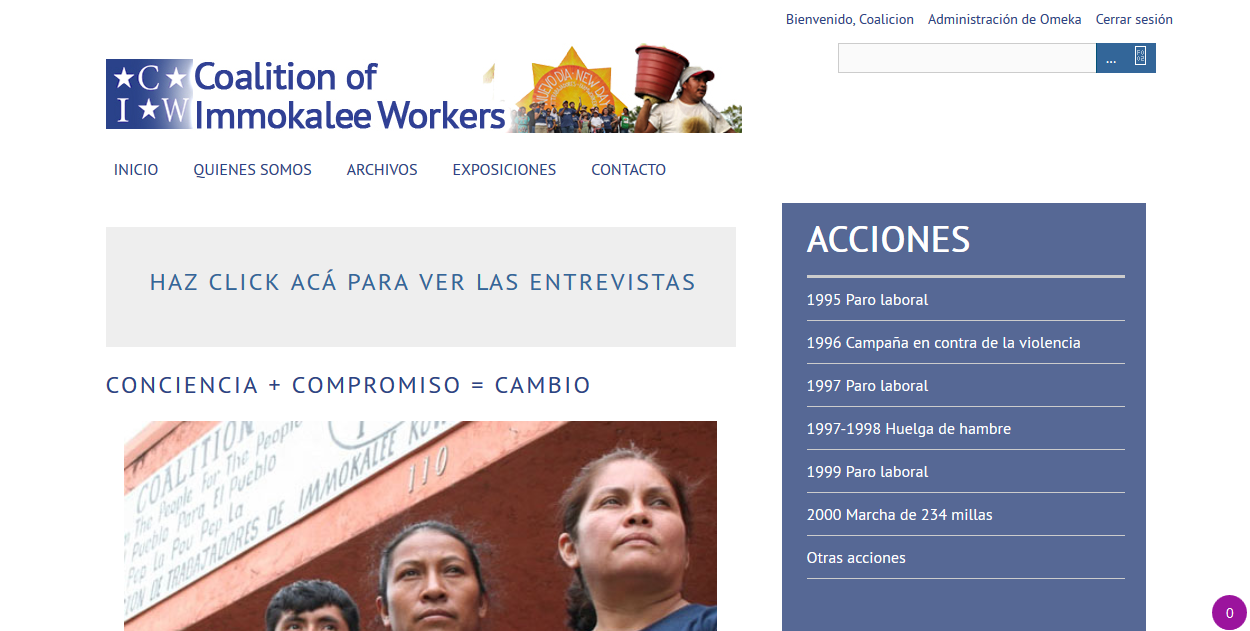 Bienvenido, Coalicion Administración de Omeka Cerrar sesión
...
C
I W
Coalition of
Immokalee Workers
NUEVO DIA · NEW DAY
INICIO QUIENES SOMOS ARCHIVOS EXPOSICIONES CONTACTO
HAZ CLICK ACÁ PARA VER LAS ENTREVISTAS
CONCIENCIA + COMPROMISO = CAMBIO
COALITION
For The People
The People
Pueblo Para El Pueblo
Pep La Pou Pep La
DE TRABAJADORES DE IMMOKALEE
110
ACCIONES
1995 Paro laboral
1996 Campaña en contra de la violencia
1997 Paro laboral
1997-1998 Huelga de hambre
1999 Paro laboral
2000 Marcha de 234 millas
Otras acciones
0